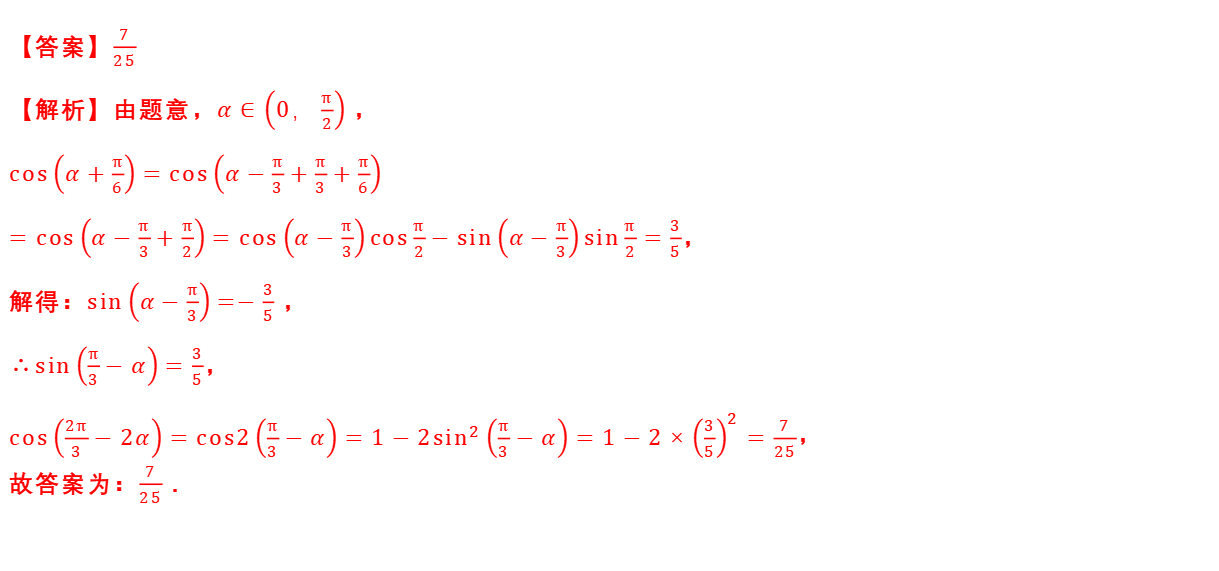 【答案】7/25
【解析】由题意，α∈(0, π/2)，
cos(α+π/6)=cos(α−π/3+π/3+π/6)
=cos(α−π/3+π/2)=cos(α−π/3)cosπ/2−sin(α−π/3)sinπ/2=3/5，
解得：sin(α−π/3)=−3/5，
∴sin(π/3−α)=3/5，
cos(2π/3−2α)=cos2(π/3−α)=1−2sin²(π/3−α)=1−2×(3/5)²=7/25，
故答案为：7/25．